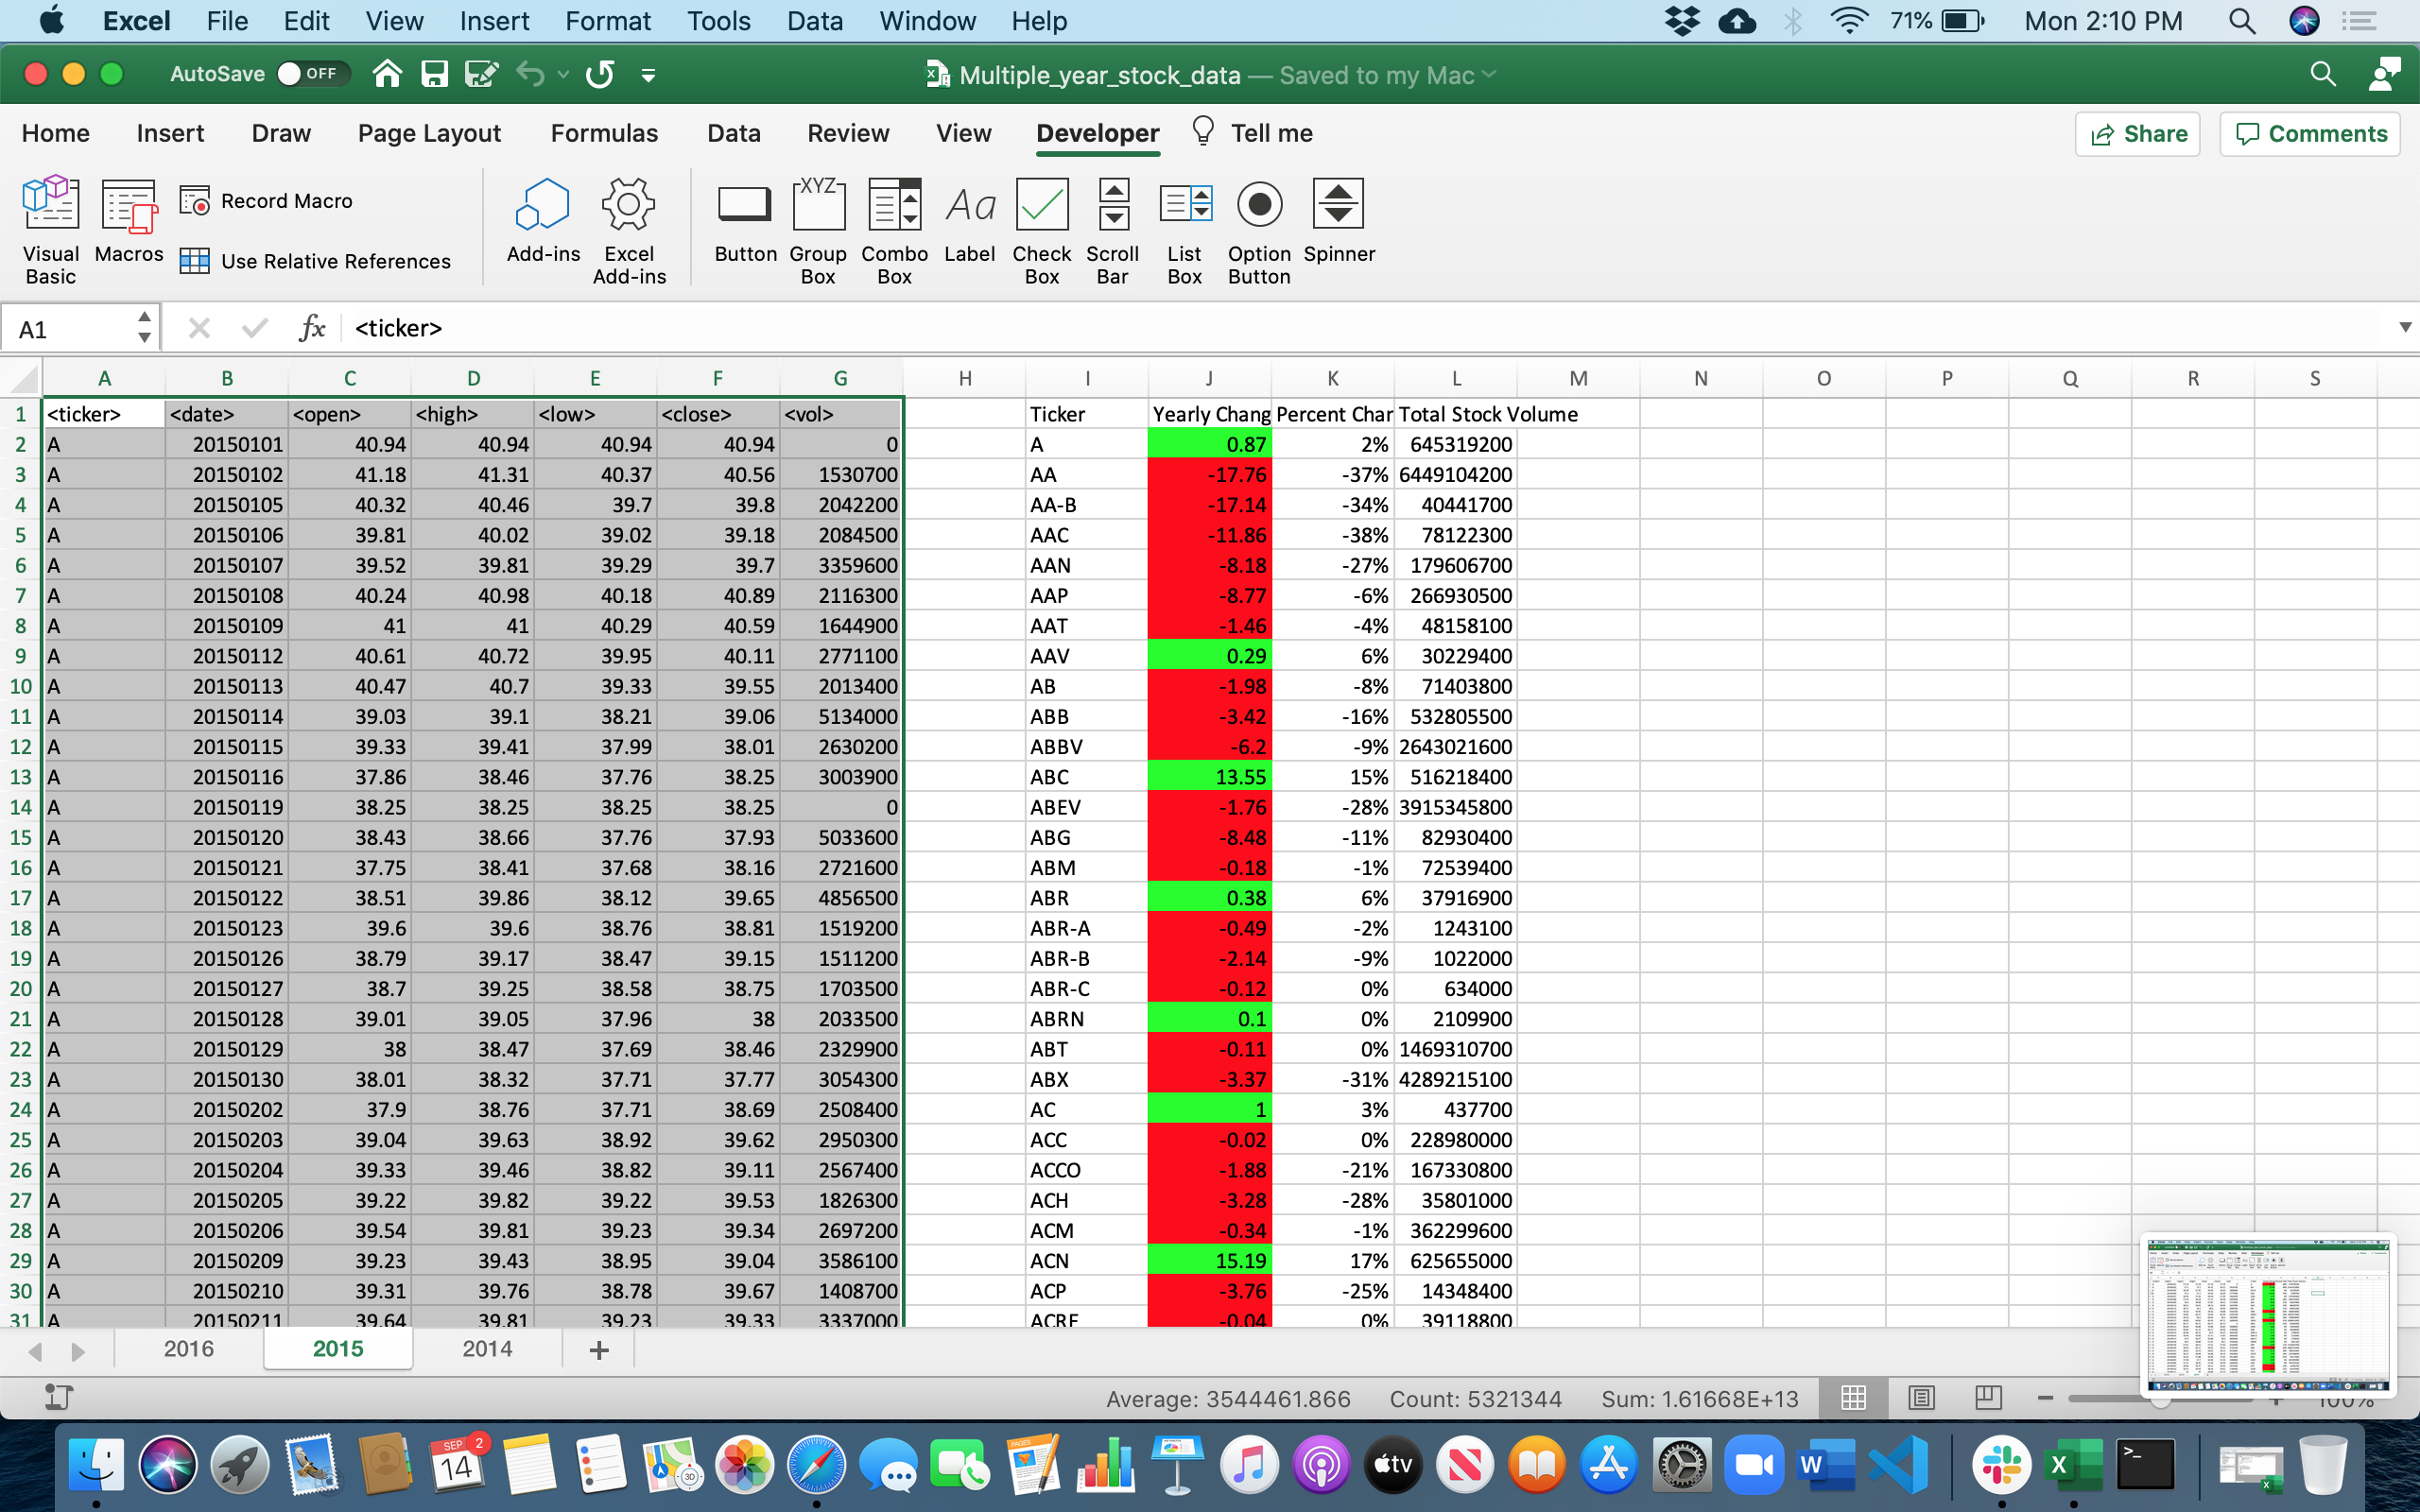 Excel File Edit View Insert Format Tools Data Window Help 71% Mon 2:10 PM
AutoSave OFF Multiple_year_stock_data — Saved to my Mac
Home Insert Draw Page Layout Formulas Data Review View Developer Tell me Share Comments
Visual Basic Macros Record Macro Use Relative References Add-ins Excel Add-ins Button Group Box Combo Box Label Check Box Scroll Bar List Box Option Button Spinner
A1 fx <ticker>
A B C D E F G H I J K L M N O P Q R S
1 <ticker> <date> <open> <high> <low> <close> <vol> Ticker Yearly Chang Percent Char Total Stock Volume
2 A 20150101 40.94 40.94 40.94 40.94 0 A 0.87 2% 645319200
3 A 20150102 41.18 41.31 40.37 40.56 1530700 AA -17.76 -37% 6449104200
4 A 20150105 40.32 40.46 39.7 39.8 2042200 AA-B -17.14 -34% 40441700
5 A 20150106 39.81 40.02 39.02 39.18 2084500 AAC -11.86 -38% 78122300
6 A 20150107 39.52 39.81 39.29 39.7 3359600 AAN -8.18 -27% 179606700
7 A 20150108 40.24 40.98 40.18 40.89 2116300 AAP -8.77 -6% 266930500
8 A 20150109 41 41 40.29 40.59 1644900 AAT -1.46 -4% 48158100
9 A 20150112 40.61 40.72 39.95 40.11 2771100 AAV 0.29 6% 30229400
10 A 20150113 40.47 40.7 39.33 39.55 2013400 AB -1.98 -8% 71403800
11 A 20150114 39.03 39.1 38.21 39.06 5134000 ABB -3.42 -16% 532805500
12 A 20150115 39.33 39.41 37.99 38.01 2630200 ABBV -6.2 -9% 2643021600
13 A 20150116 37.86 38.46 37.76 38.25 3003900 ABC 13.55 15% 516218400
14 A 20150119 38.25 38.25 38.25 38.25 0 ABEV -1.76 -28% 3915345800
15 A 20150120 38.43 38.66 37.76 37.93 5033600 ABG -8.48 -11% 82930400
16 A 20150121 37.75 38.41 37.68 38.16 2721600 ABM -0.18 -1% 72539400
17 A 20150122 38.51 39.86 38.12 39.65 4856500 ABR 0.38 6% 37916900
18 A 20150123 39.6 39.6 38.76 38.81 1519200 ABR-A -0.49 -2% 1243100
19 A 20150126 38.79 39.17 38.47 39.15 1511200 ABR-B -2.14 -9% 1022000
20 A 20150127 38.7 39.25 38.58 38.75 1703500 ABR-C -0.12 0% 634000
21 A 20150128 39.01 39.05 37.96 38 2033500 ABRN 0.1 0% 2109900
22 A 20150129 38 38.47 37.69 38.46 2329900 ABT -0.11 0% 1469310700
23 A 20150130 38.01 38.32 37.71 37.77 3054300 ABX -3.37 -31% 4289215100
24 A 20150202 37.9 38.76 37.71 38.69 2508400 AC 1 3% 437700
25 A 20150203 39.04 39.63 38.92 39.62 2950300 ACC -0.02 0% 228980000
26 A 20150204 39.33 39.46 38.82 39.11 2567400 ACCO -1.88 -21% 167330800
27 A 20150205 39.22 39.82 39.22 39.53 1826300 ACH -3.28 -28% 35801000
28 A 20150206 39.54 39.81 39.23 39.34 2697200 ACM -0.34 -1% 362299600
29 A 20150209 39.23 39.43 38.95 39.04 3586100 ACN 15.19 17% 625655000
30 A 20150210 39.31 39.76 38.78 39.67 1408700 ACP -3.76 -25% 14348400
31 A 20150211 39.64 39.81 39.23 39.33 3337000 ACRE -0.04 0% 39118800
2016 2015 2014 +
Average: 3544461.866 Count: 5321344 Sum: 1.61668E+13 100%
SEP 14 2 3D PAGES tv W X >_